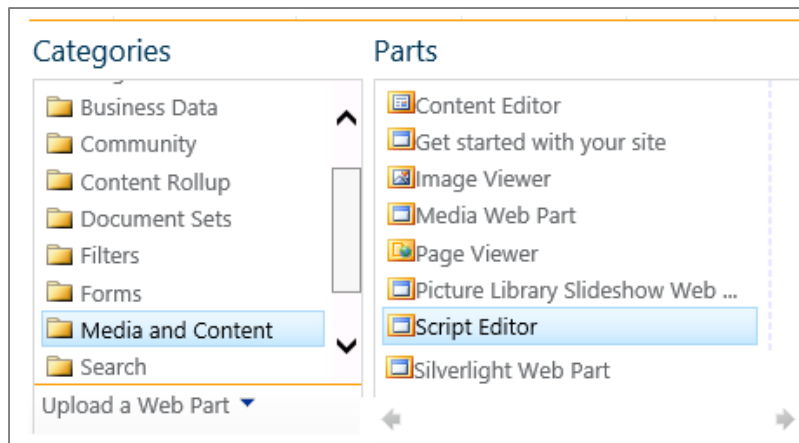 Categories
Business Data
Community
Content Rollup
Document Sets
Filters
Forms
Media and Content
Search
Upload a Web Part
Parts
Content Editor
Get started with your site
Image Viewer
Media Web Part
Page Viewer
Picture Library Slideshow Web ...
Script Editor
Silverlight Web Part